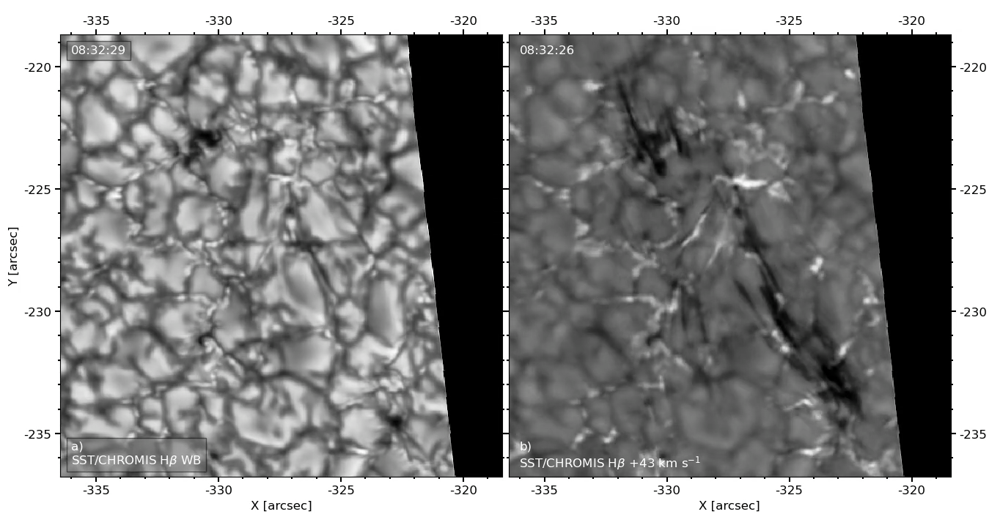 -335 -330 -325 -320 -335 -330 -325 -320
08:32:29 08:32:26
-220 -220
-225 -225
Y [arcsec]
-230 -230
-235 -235
a) b)
SST/CHROMIS Hβ WB SST/CHROMIS Hβ +43 km s⁻¹
-335 -330 -325 -320 -335 -330 -325 -320
X [arcsec] X [arcsec]